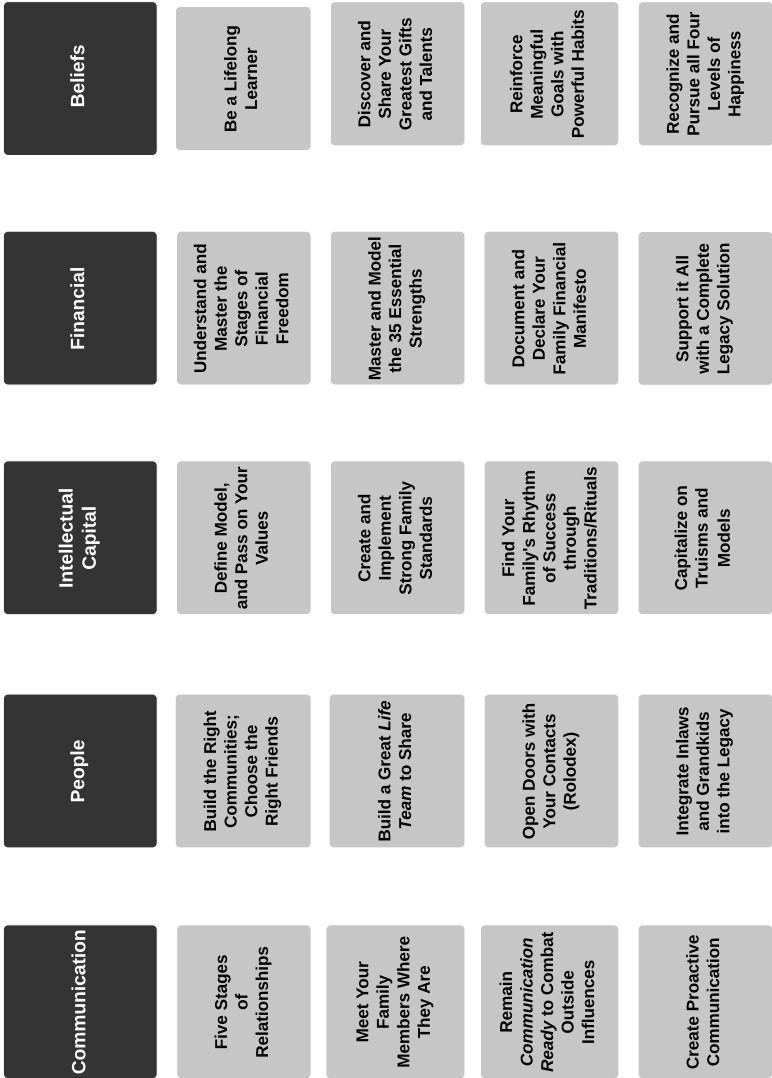 Communication
Five Stages
of
Relationships
Meet Your
Family
Members Where
They Are
Remain
Communication
Ready to Combat
Outside
Influences
Create Proactive
Communication
People
Build the Right
Communities;
Choose the
Right Friends
Build a Great Life
Team to Share
Open Doors with
Your Contacts
(Rolodex)
Integrate Inlaws
and Grandkids
into the Legacy
Intellectual
Capital
Define Model,
and Pass on Your
Values
Create and
Implement
Strong Family
Standards
Find Your
Family's Rhythm
of Success
through
Traditions/Rituals
Capitalize on
Truisms and
Models
Financial
Understand and
Master the
Stages of
Financial
Freedom
Master and Model
the 35 Essential
Strengths
Document and
Declare Your
Family Financial
Manifesto
Support it All
with a Complete
Legacy Solution
Beliefs
Be a Lifelong
Learner
Discover and
Share Your
Greatest Gifts
and Talents
Reinforce
Meaningful
Goals with
Powerful Habits
Recognize and
Pursue all Four
Levels of
Happiness